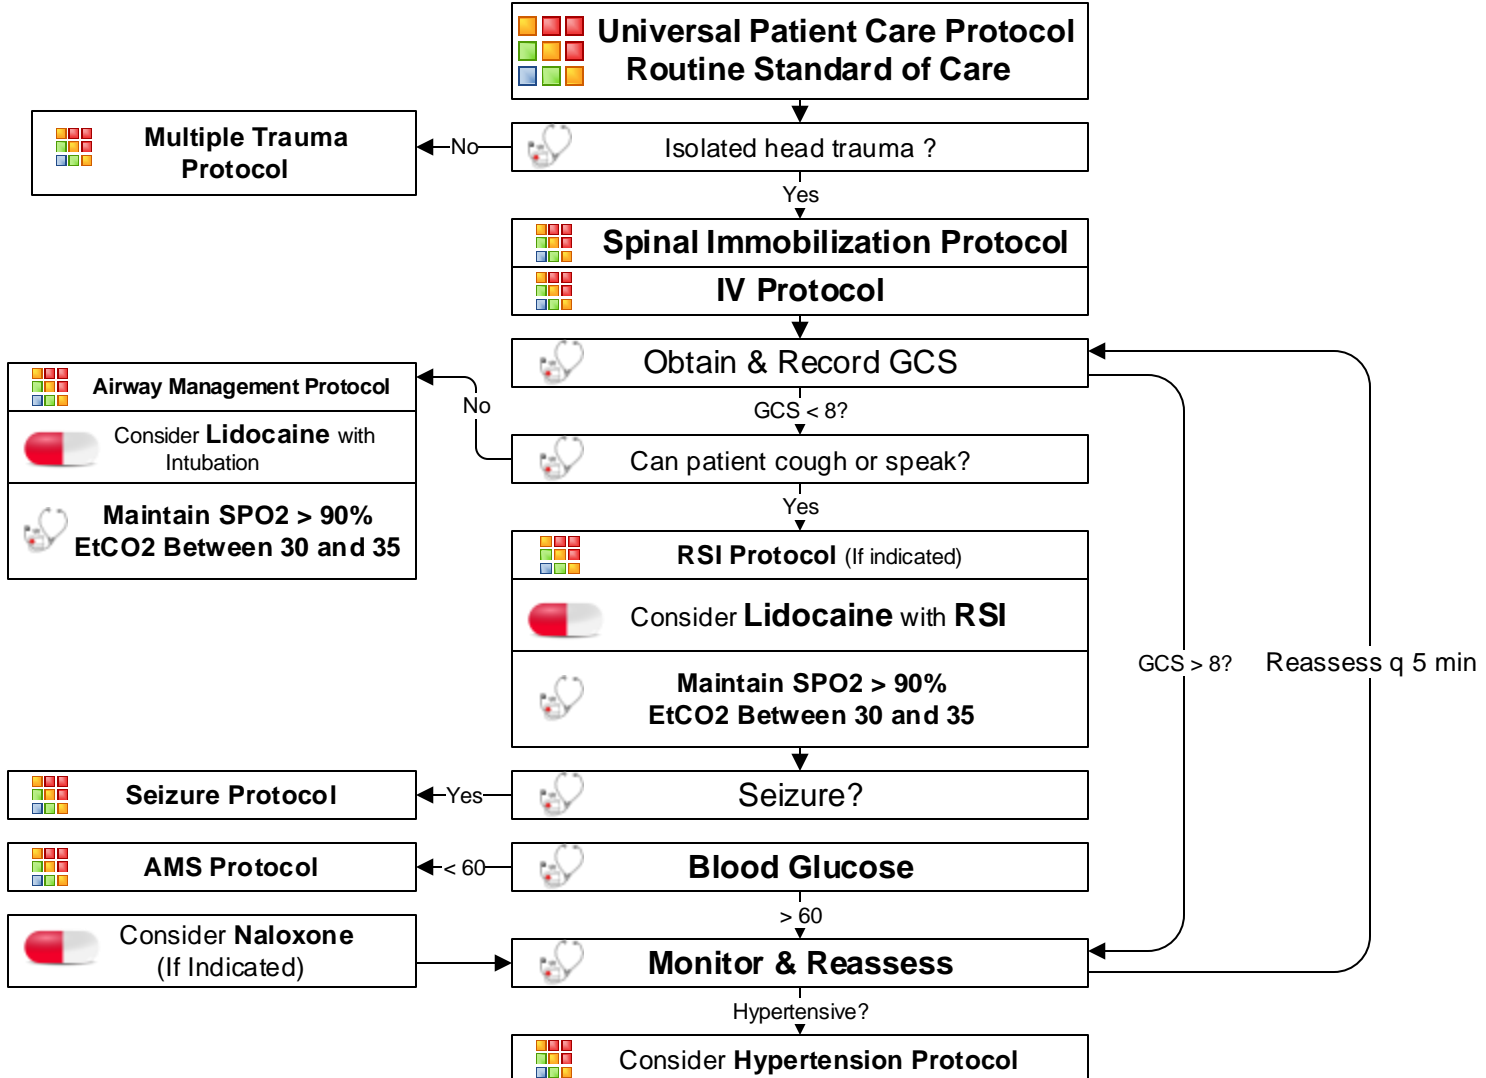 Universal Patient Care Protocol
Routine Standard of Care
Multiple Trauma
Protocol
No
Isolated head trauma ?
Yes
Spinal Immobilization Protocol
IV Protocol
Obtain & Record GCS
GCS < 8?
Airway Management Protocol
No
Consider Lidocaine with
Intubation
Can patient cough or speak?
Maintain SPO2 > 90%
EtCO2 Between 30 and 35
Yes
RSI Protocol (If indicated)
Consider Lidocaine with RSI
Maintain SPO2 > 90%
EtCO2 Between 30 and 35
GCS > 8?
Reassess q 5 min
Seizure Protocol
Yes
Seizure?
AMS Protocol
< 60
Blood Glucose
> 60
Consider Naloxone
(If Indicated)
Monitor & Reassess
Hypertensive?
Consider Hypertension Protocol